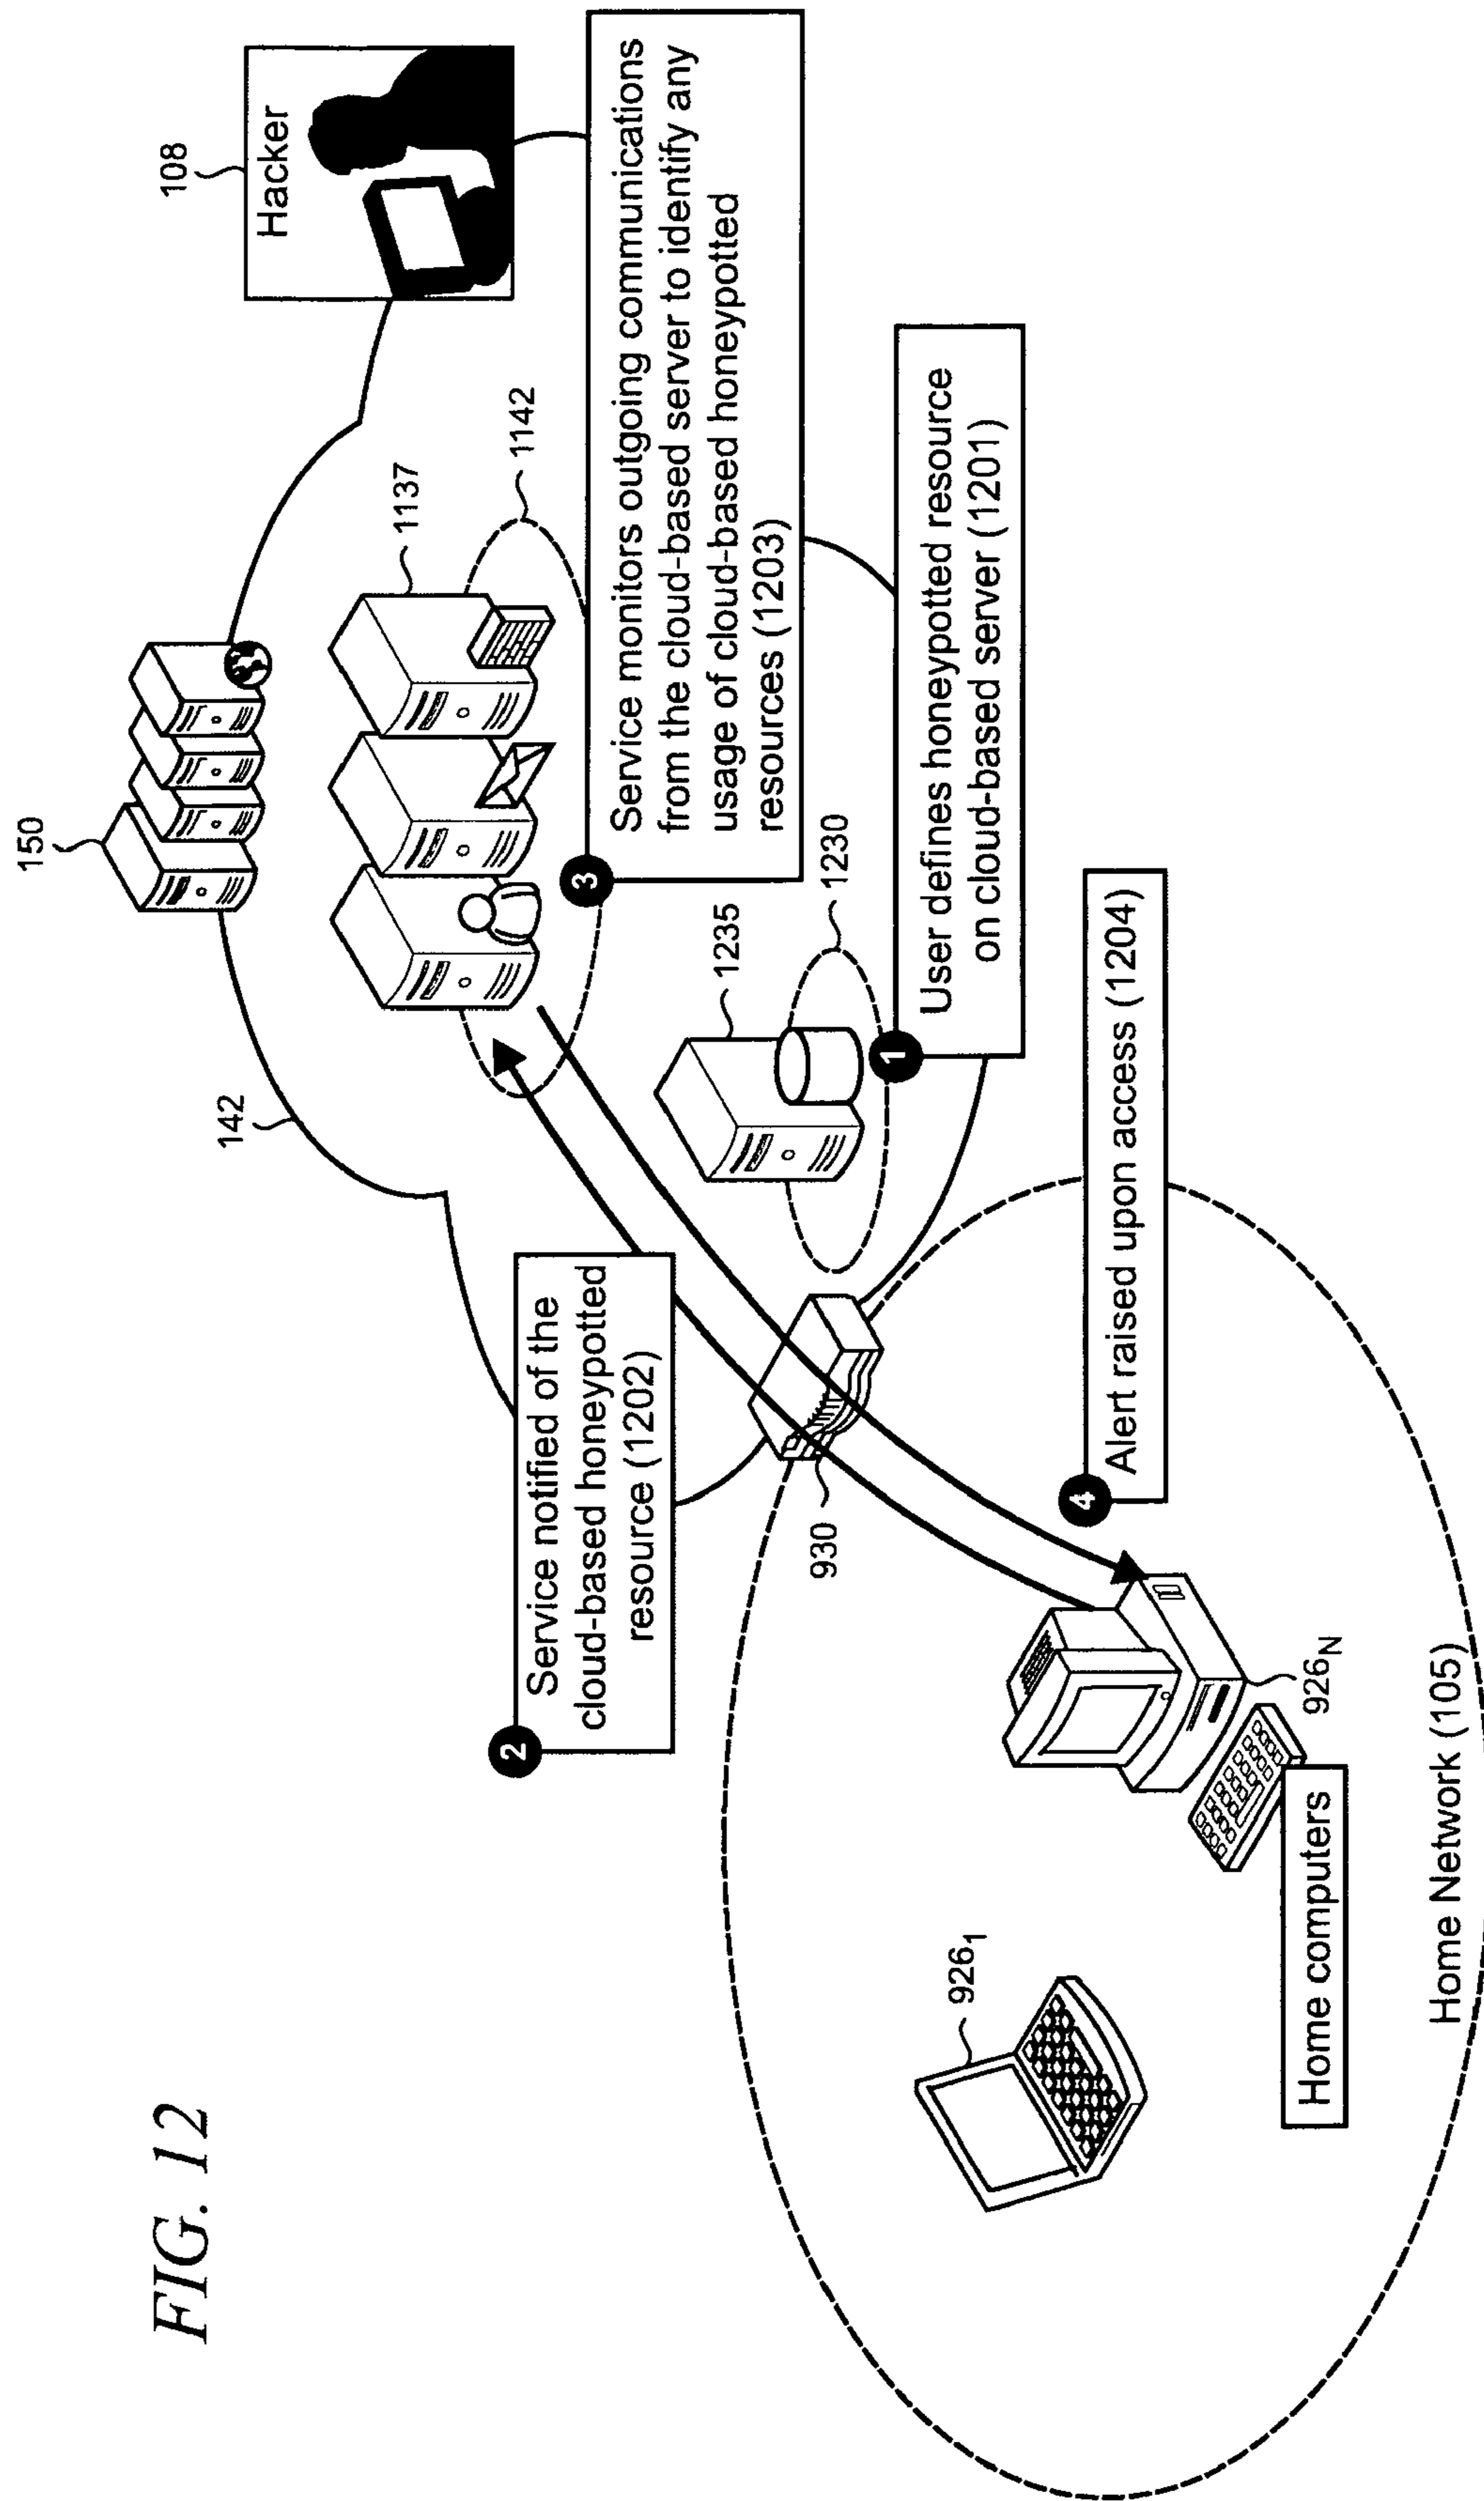 FIG. 12
150
108
Hacker
142
1137
1142
2
Service notified of the
cloud-based honeypotted
resource (1202)
3
Service monitors outgoing communications
from the cloud-based server to identify any
usage of cloud-based honeypotted
resources (1203)
1235
1230
930
1
User defines honeypotted resource
on cloud-based server (1201)
926₁
4
Alert raised upon access (1204)
926N
Home computers
Home Network (105)